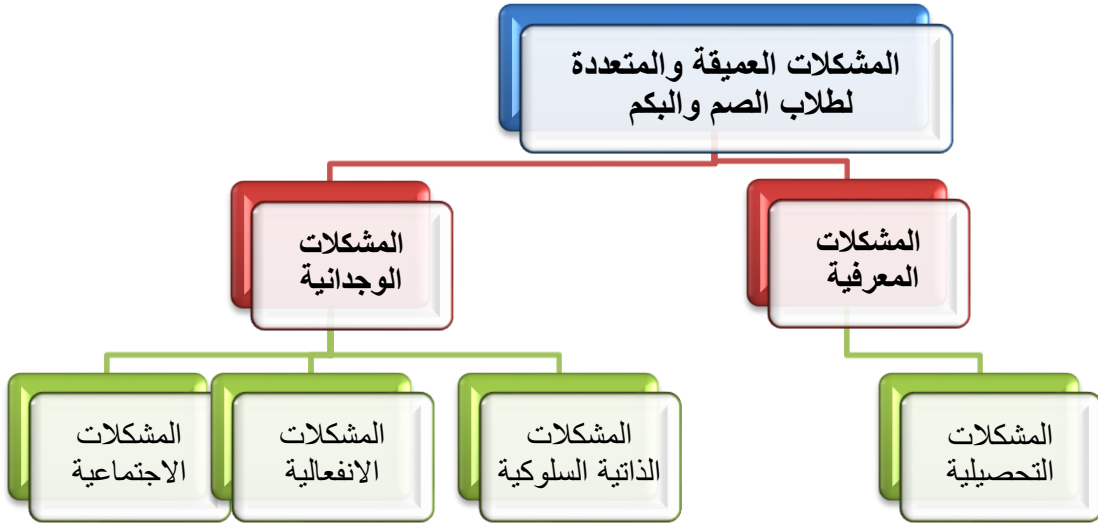 المشكلات العميقة والمتعددة
لطلاب الصم والبكم
المشكلات
المعرفية
المشكلات
الوجدانية
المشكلات
التحصيلية
المشكلات
الذاتية السلوكية
المشكلات
الانفعالية
المشكلات
الاجتماعية